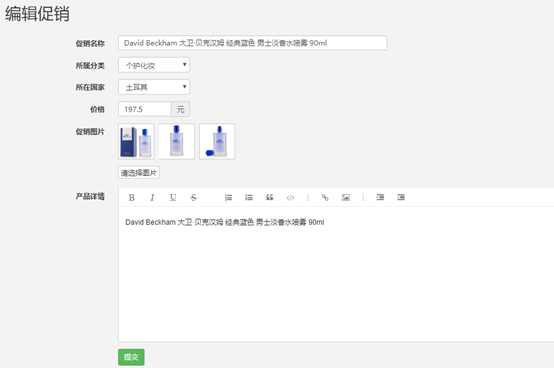 编辑促销
促销名称 David Beckham 大卫·贝克汉姆 经典蓝色 男士淡香水喷雾 90ml
所属分类 个护化妆
所在国家 土耳其
价格 197.5 元
促销图片
请选择图片
产品详情 B I U S
David Beckham 大卫·贝克汉姆 经典蓝色 男士淡香水喷雾 90ml
提交